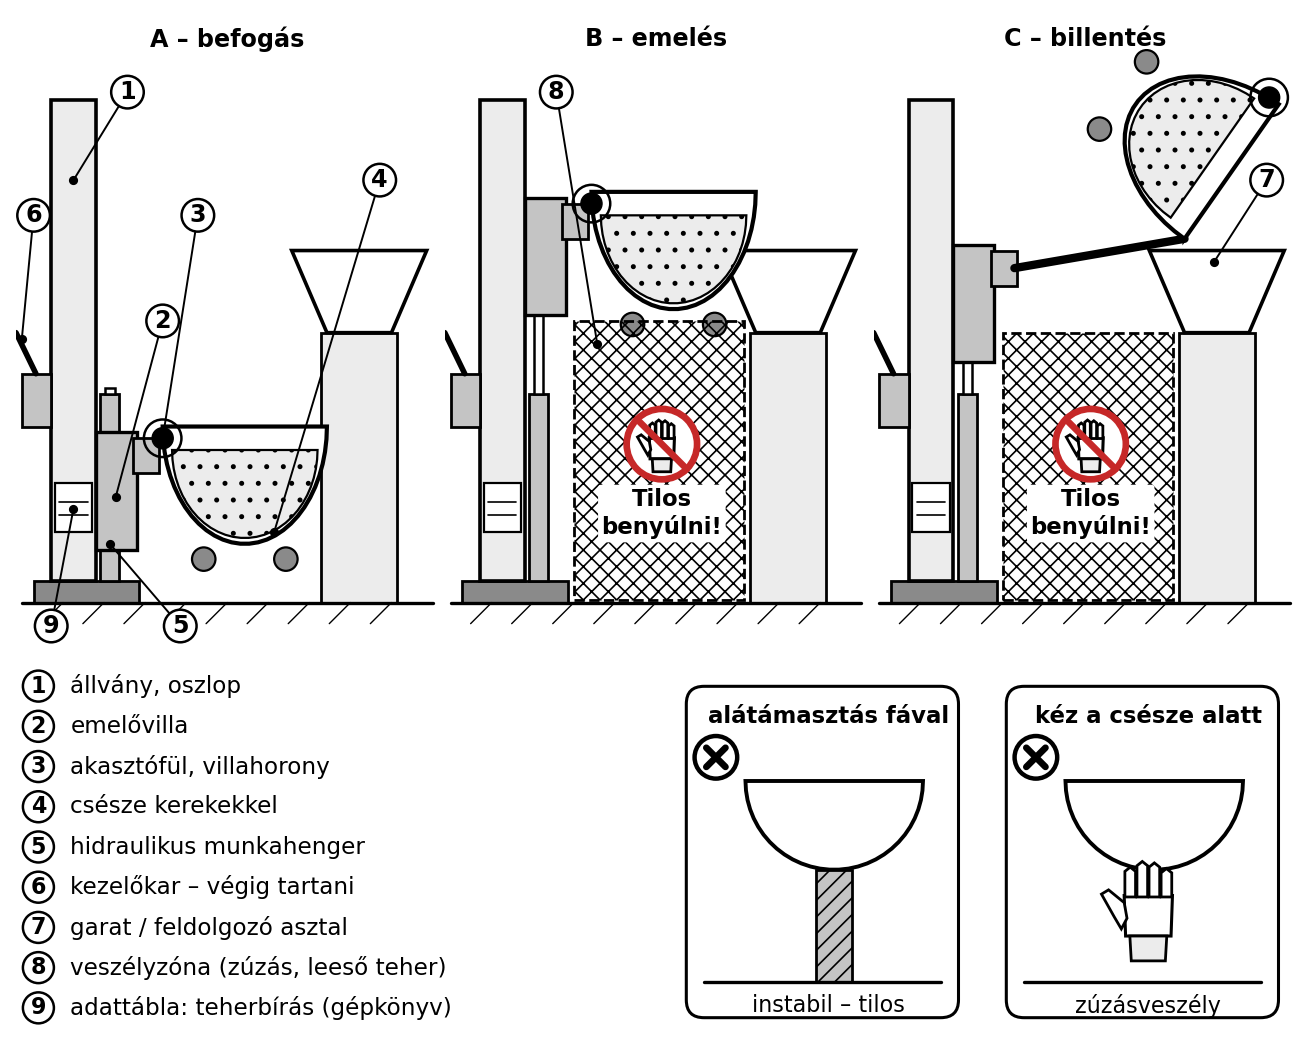 A – befogás
B – emelés
C – billentés
1
8
4
7
6
3
2
Tilos
benyúlni!
Tilos
benyúlni!
9
5
1 állvány, oszlop
2 emelővilla
3 akasztófül, villahorony
4 csésze kerekekkel
5 hidraulikus munkahenger
6 kezelőkar – végig tartani
7 garat / feldolgozó asztal
8 veszélyzóna (zúzás, leeső teher)
9 adattábla: teherbírás (gépkönyv)
alátámasztás fával
instabil – tilos
kéz a csésze alatt
zúzásveszély